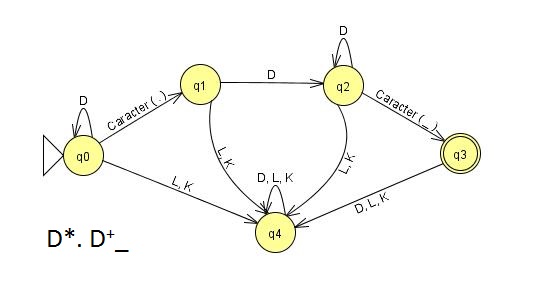 D
D
q1
D
q2
Caracter (.)
Caracter (_)
q0
q3
L, K
L, K
L, K
D, L, K
D, L, K
q4
D*. D⁺_